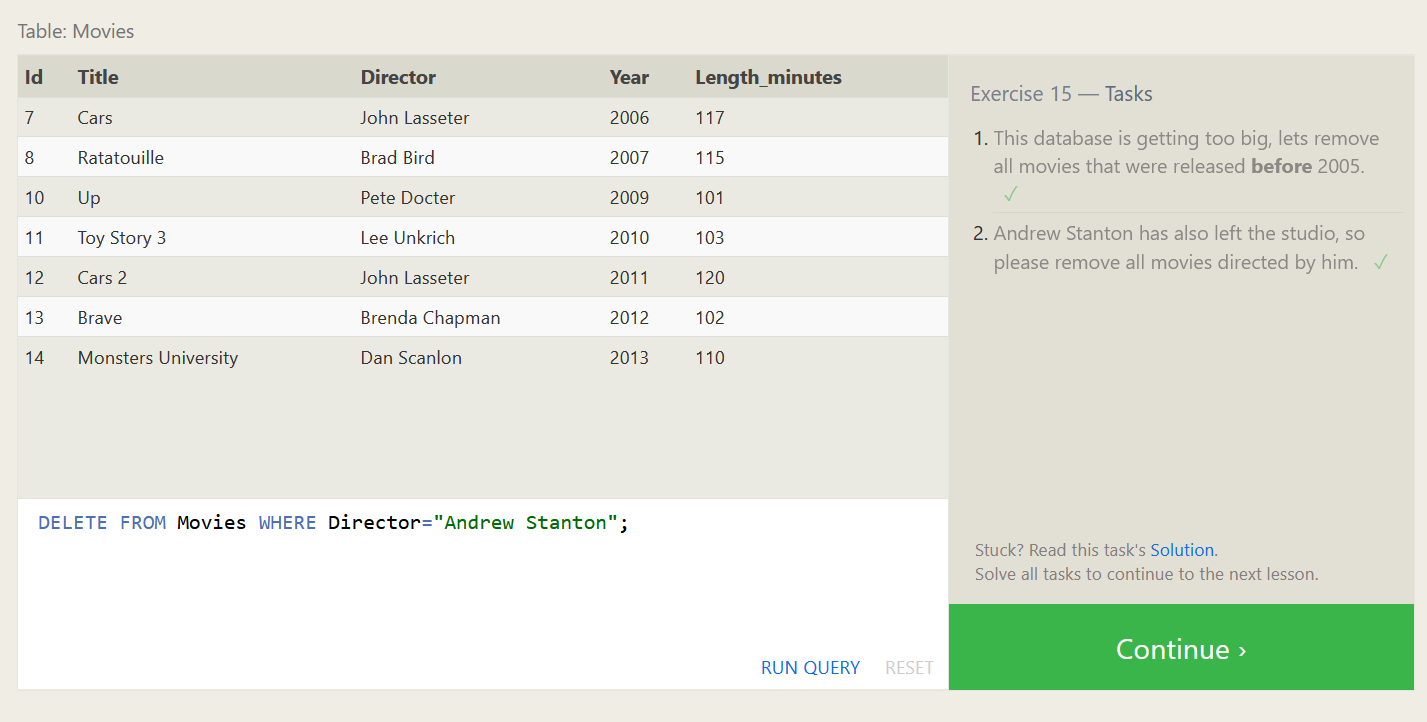 Table: Movies
Id Title Director Year Length_minutes
7 Cars John Lasseter 2006 117
8 Ratatouille Brad Bird 2007 115
10 Up Pete Docter 2009 101
11 Toy Story 3 Lee Unkrich 2010 103
12 Cars 2 John Lasseter 2011 120
13 Brave Brenda Chapman 2012 102
14 Monsters University Dan Scanlon 2013 110
DELETE FROM Movies WHERE Director="Andrew Stanton";
RUN QUERY RESET
Exercise 15 — Tasks
1. This database is getting too big, lets remove
all movies that were released before 2005.
✓
2. Andrew Stanton has also left the studio, so
please remove all movies directed by him. ✓
Stuck? Read this task's Solution.
Solve all tasks to continue to the next lesson.
Continue ›